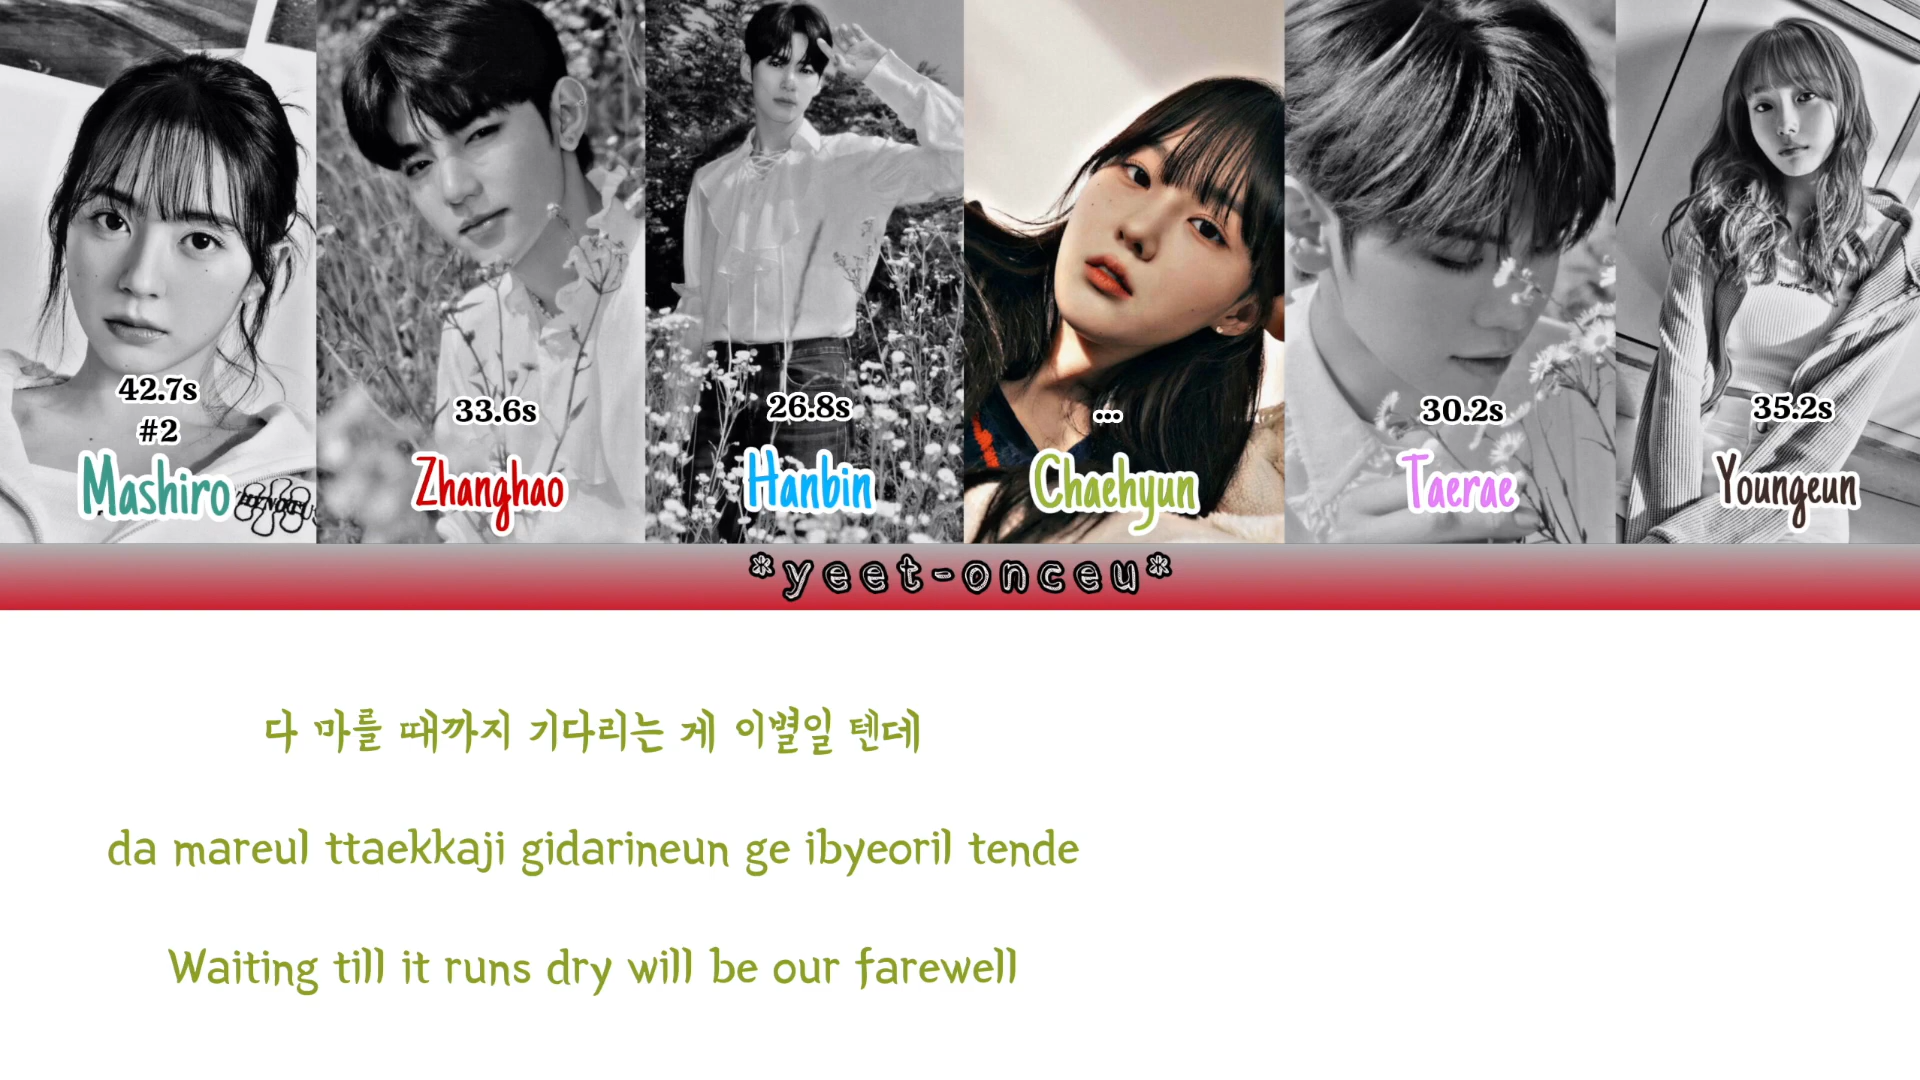 42.7s
#2
Mashiro
33.6s
Zhanghao
26.8s
Hanbin
...
Chaehyun
30.2s
Taerae
35.2s
Youngeun
*yeet-onceu*
다 마를 때까지 기다리는 게 이별일 텐데
da mareul ttaekkaji gidarineun ge ibyeoril tende
Waiting till it runs dry will be our farewell